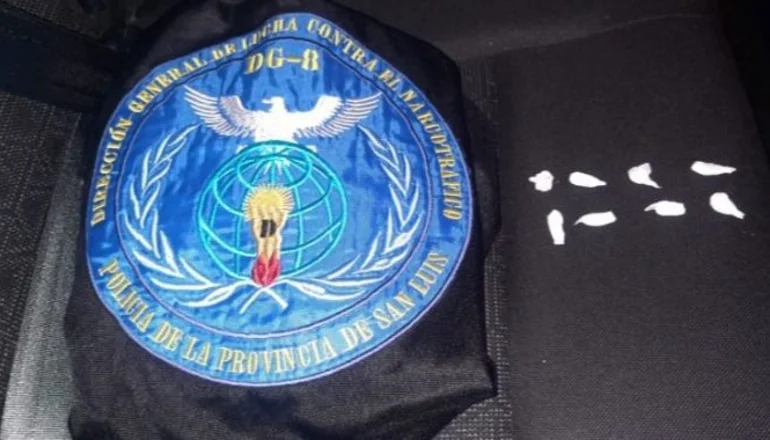 DIRECCIÓN GENERAL DE LUCHA CONTRA EL NARCOTRAFICO
DG-8
POLICIA DE LA PROVINCIA DE SAN LUIS